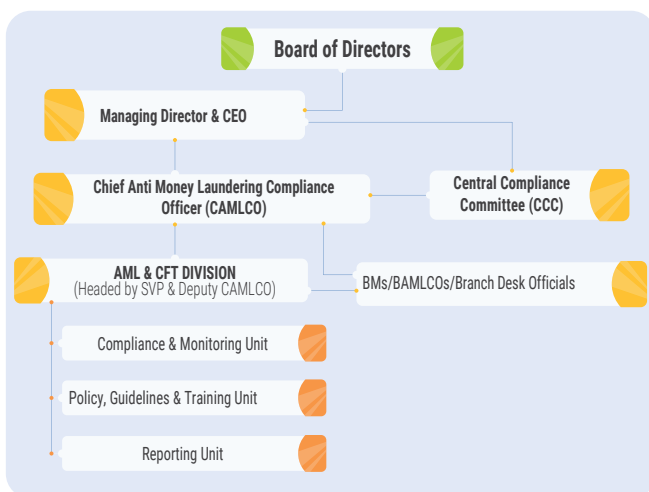 Board of Directors
Managing Director & CEO
Chief Anti Money Laundering Compliance
Officer (CAMLCO)
Central Compliance
Committee (CCC)
AML & CFT DIVISION
(Headed by SVP & Deputy CAMLCO)
BMs/BAMLCOs/Branch Desk Officials
Compliance & Monitoring Unit
Policy, Guidelines & Training Unit
Reporting Unit